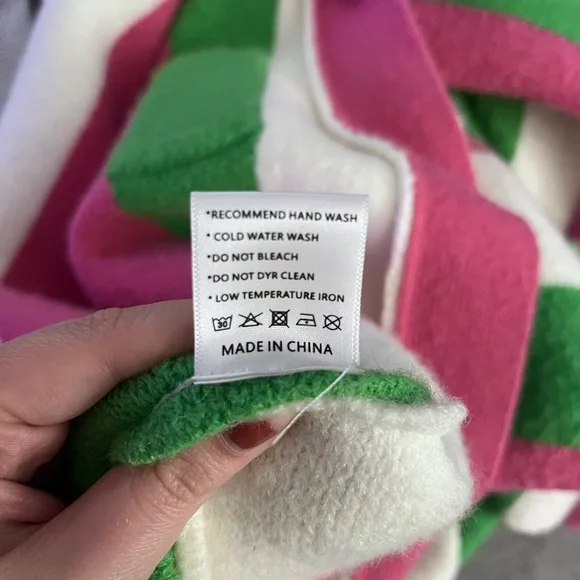 *RECOMMEND HAND WASH
* COLD WATER WASH
*DO NOT BLEACH
*DO NOT DYR CLEAN
* LOW TEMPERATURE IRON
30
MADE IN CHINA